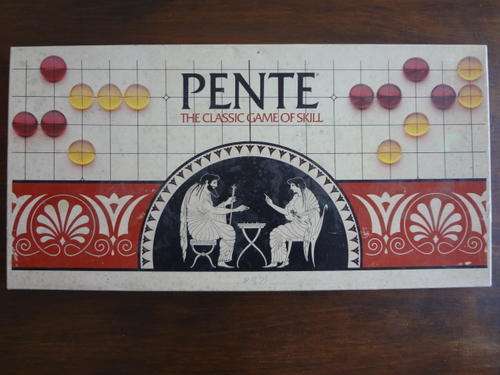 PENTE
THE CLASSIC GAME OF SKILL